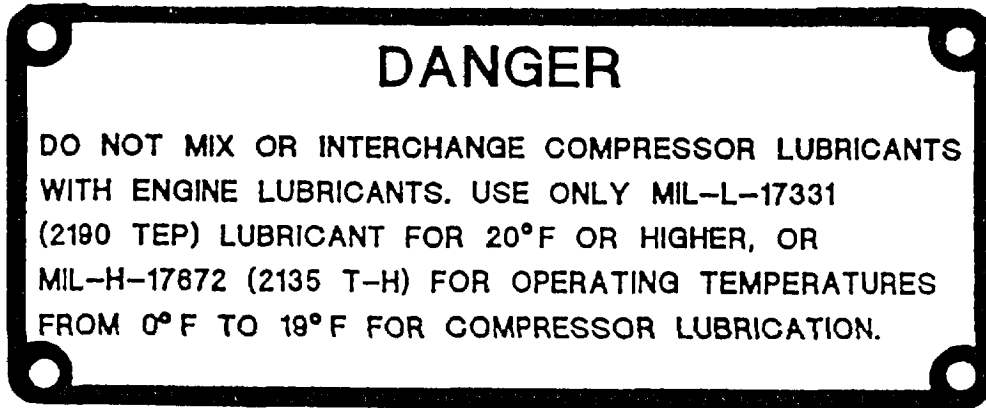 DANGER
DO NOT MIX OR INTERCHANGE COMPRESSOR LUBRICANTS
WITH ENGINE LUBRICANTS. USE ONLY MIL-L-17331
(2190 TEP) LUBRICANT FOR 20°F OR HIGHER, OR
MIL-H-17672 (2135 T-H) FOR OPERATING TEMPERATURES
FROM 0°F TO 19°F FOR COMPRESSOR LUBRICATION.